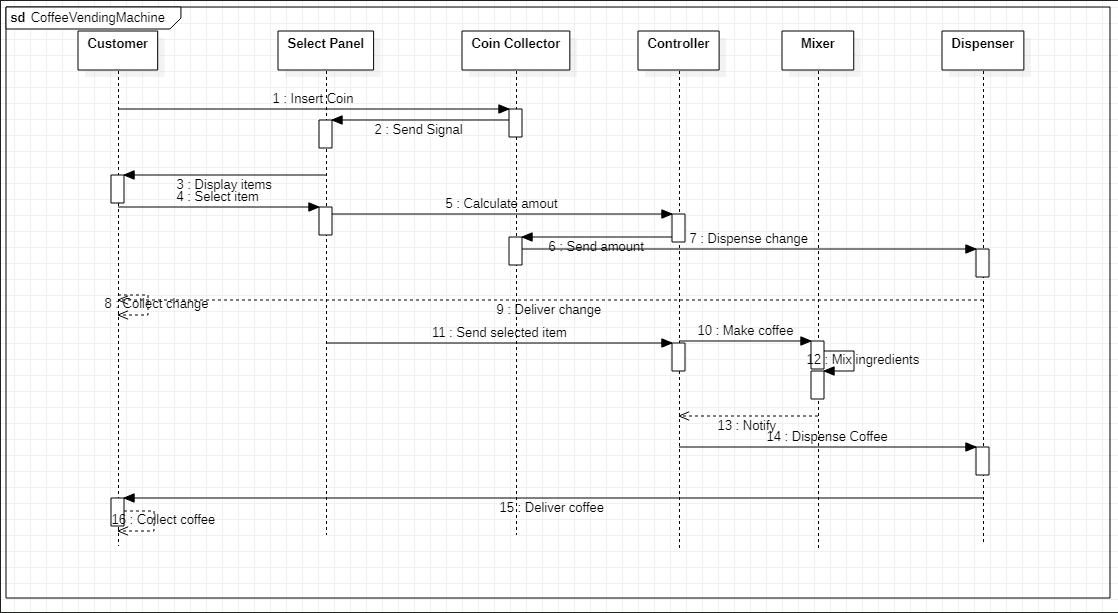 sd CoffeeVendingMachine
Customer
Select Panel
Coin Collector
Controller
Mixer
Dispenser
1 : Insert Coin
2 : Send Signal
3 : Display items
4 : Select item
5 : Calculate amout
6 : Send amount
7 : Dispense change
8 : Collect change
9 : Deliver change
10 : Make coffee
11 : Send selected item
12 : Mix ingredients
13 : Notify
14 : Dispense Coffee
15 : Deliver coffee
16 : Collect coffee